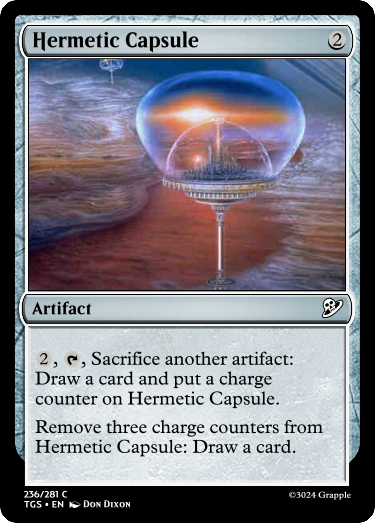 Hermetic Capsule 2
Artifact
2, , Sacrifice another artifact:
Draw a card and put a charge
counter on Hermetic Capsule.
Remove three charge counters from
Hermetic Capsule: Draw a card.
236/281 C
TGS • EN Don Dixon
©3024 Grapple